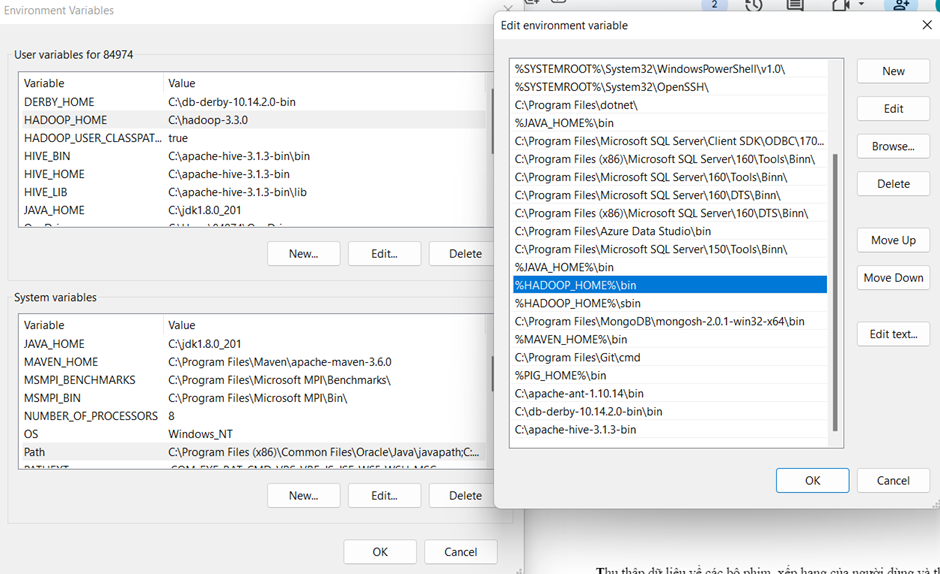 Environment Variables
User variables for 84974
Variable Value
DERBY_HOME C:\db-derby-10.14.2.0-bin
HADOOP_HOME C:\hadoop-3.3.0
HADOOP_USER_CLASSPAT... true
HIVE_BIN C:\apache-hive-3.1.3-bin\bin
HIVE_HOME C:\apache-hive-3.1.3-bin
HIVE_LIB C:\apache-hive-3.1.3-bin\lib
JAVA_HOME C:\jdk1.8.0_201
New... Edit... Delete
System variables
Variable Value
JAVA_HOME C:\jdk1.8.0_201
MAVEN_HOME C:\Program Files\Maven\apache-maven-3.6.0
MSMPI_BENCHMARKS C:\Program Files\Microsoft MPI\Benchmarks\
MSMPI_BIN C:\Program Files\Microsoft MPI\Bin\
NUMBER_OF_PROCESSORS 8
OS Windows_NT
Path C:\Program Files (x86)\Common Files\Oracle\Java\javapath;C:...
New... Edit... Delete
OK Cancel
2
Edit environment variable
%SYSTEMROOT%\System32\WindowsPowerShell\v1.0\
%SYSTEMROOT%\System32\OpenSSH\
C:\Program Files\dotnet\
%JAVA_HOME%\bin
C:\Program Files\Microsoft SQL Server\Client SDK\ODBC\170...
C:\Program Files (x86)\Microsoft SQL Server\160\Tools\Binn\
C:\Program Files\Microsoft SQL Server\160\Tools\Binn\
C:\Program Files\Microsoft SQL Server\160\DTS\Binn\
C:\Program Files (x86)\Microsoft SQL Server\160\DTS\Binn\
C:\Program Files\Azure Data Studio\bin
C:\Program Files\Microsoft SQL Server\150\Tools\Binn\
%JAVA_HOME%\bin
%HADOOP_HOME%\bin
%HADOOP_HOME%\sbin
C:\Program Files\MongoDB\mongosh-2.0.1-win32-x64\bin
%MAVEN_HOME%\bin
C:\Program Files\Git\cmd
%PIG_HOME%\bin
C:\apache-ant-1.10.14\bin
C:\db-derby-10.14.2.0-bin\bin
C:\apache-hive-3.1.3-bin
New
Edit
Browse...
Delete
Move Up
Move Down
Edit text...
OK Cancel
Thu thập dữ liệu về các bộ phim, xếp hạng của người dùng và